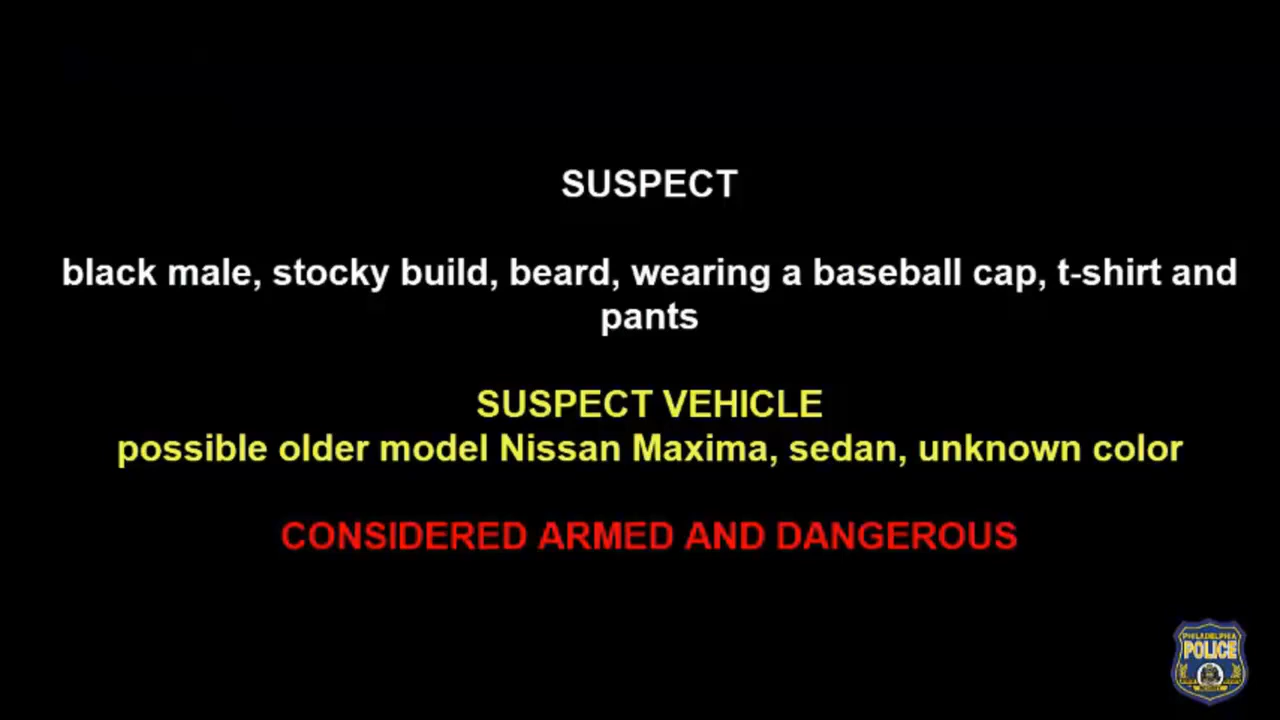 SUSPECT
black male, stocky build, beard, wearing a baseball cap, t-shirt and
pants
SUSPECT VEHICLE
possible older model Nissan Maxima, sedan, unknown color
CONSIDERED ARMED AND DANGEROUS
PHILADELPHIA
POLICE